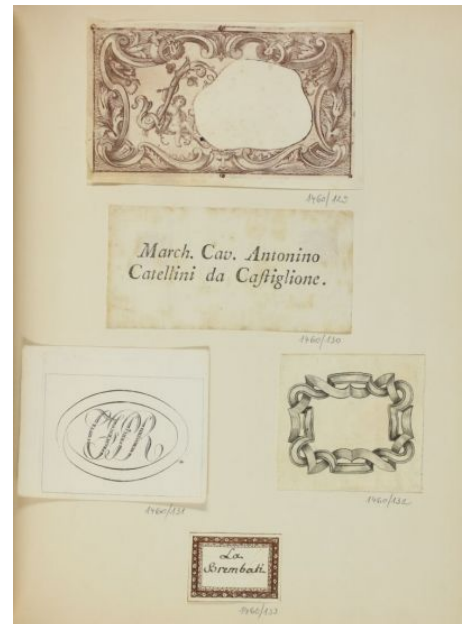 1460/129
March. Cav. Antonino
Catellini da Caſtiglione.
1460/130
1460/131
1460/132
La
Brembati.
1460/133